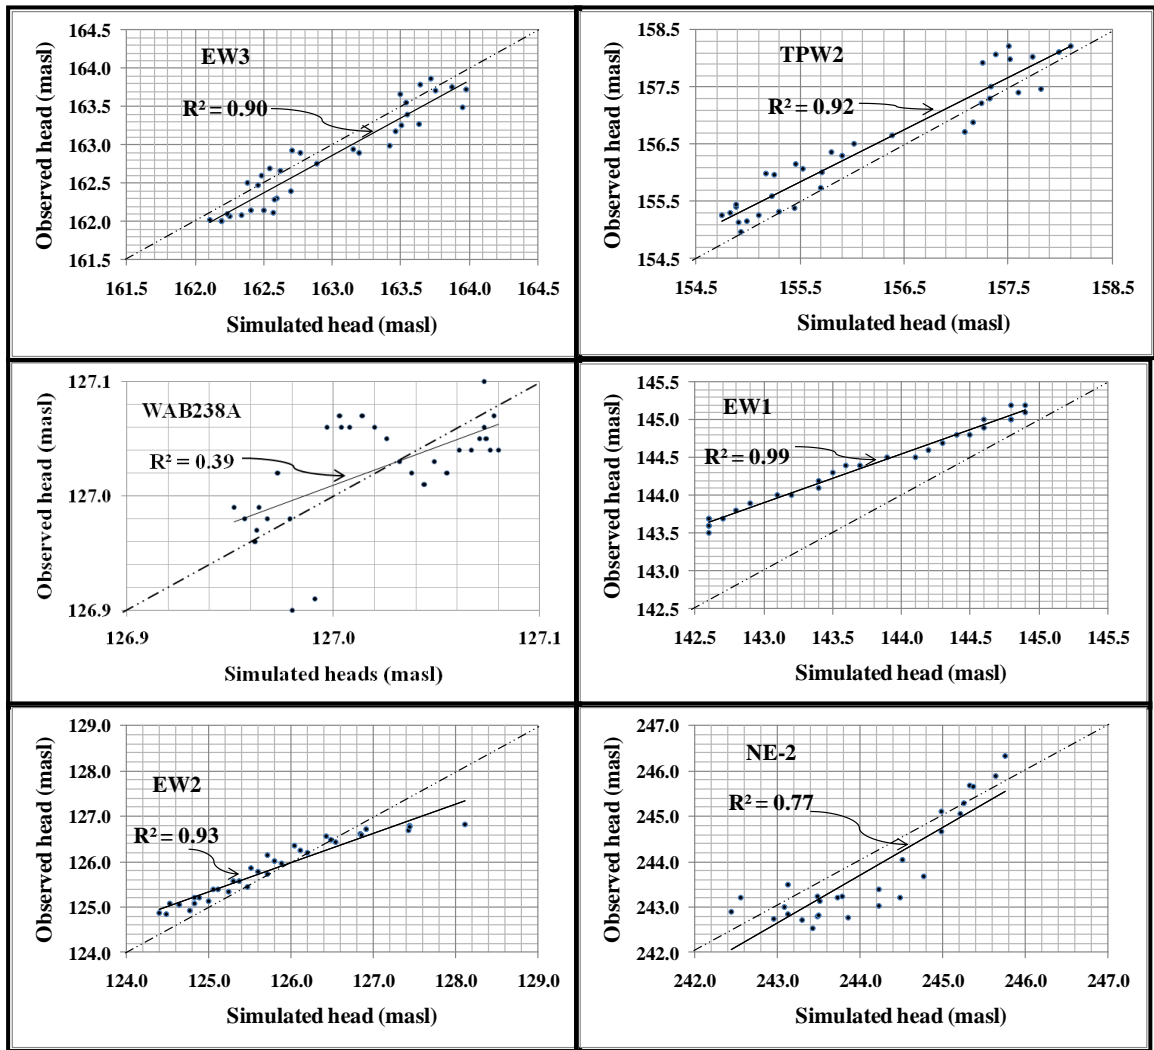 164.5
164.0
163.5
163.0
162.5
162.0
161.5
Observed head (masl)
EW3
R² = 0.90
161.5 162.0 162.5 163.0 163.5 164.0 164.5
Simulated head (masl)
158.5
157.5
156.5
155.5
154.5
Observed head (masl)
TPW2
R² = 0.92
154.5 155.5 156.5 157.5 158.5
Simulated head (masl)
127.1
127.0
126.9
Observed head (masl)
WAB238A
R² = 0.39
126.9 127.0 127.1
Simulated heads (masl)
145.5
145.0
144.5
144.0
143.5
143.0
142.5
Observed head (masl)
EW1
R² = 0.99
142.5 143.0 143.5 144.0 144.5 145.0 145.5
Simulated head (masl)
129.0
128.0
127.0
126.0
125.0
124.0
Observed head (masl)
EW2
R² = 0.93
124.0 125.0 126.0 127.0 128.0 129.0
Simulated head (masl)
247.0
246.0
245.0
244.0
243.0
242.0
Observed head (masl)
NE-2
R² = 0.77
242.0 243.0 244.0 245.0 246.0 247.0
Simulated head (masl)